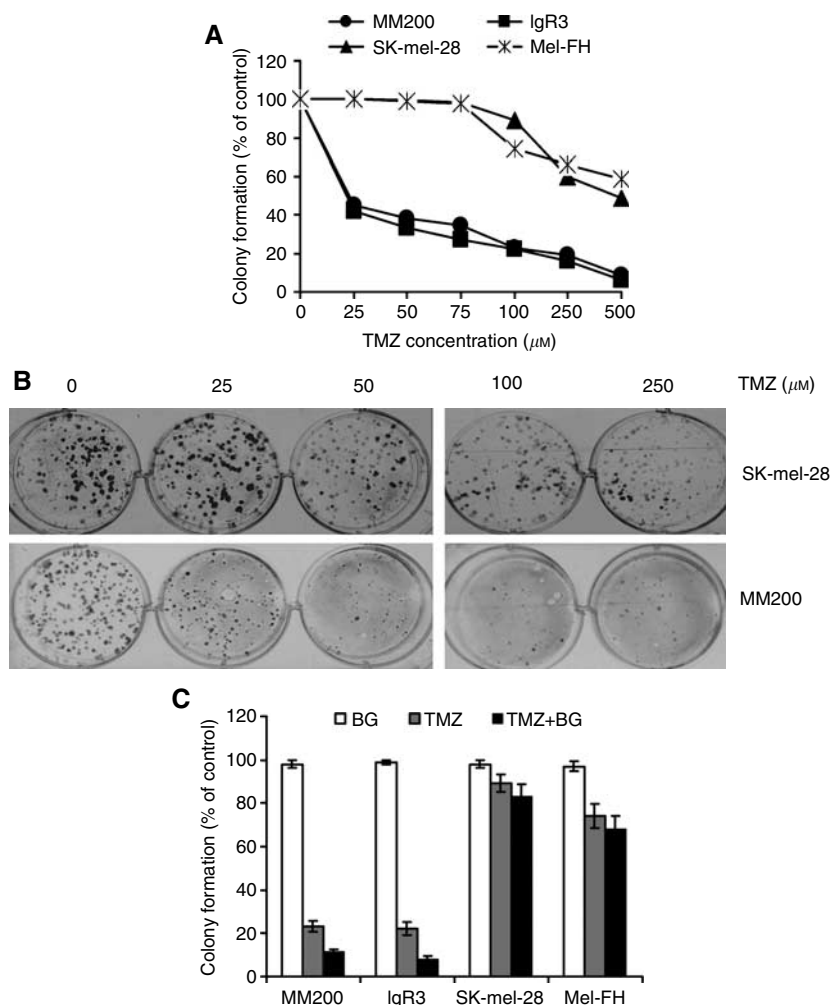 A
MM200 IgR3
SK-mel-28 Mel-FH
120
100
80
60
40
20
0
Colony formation (% of control)
0 25 50 75 100 250 500
TMZ concentration (μM)
B
0 25 50 100 250 TMZ (μM)
SK-mel-28
MM200
C
BG TMZ TMZ+BG
120
100
80
60
40
20
0
Colony formation (% of control)
MM200 IgR3 SK-mel-28 Mel-FH